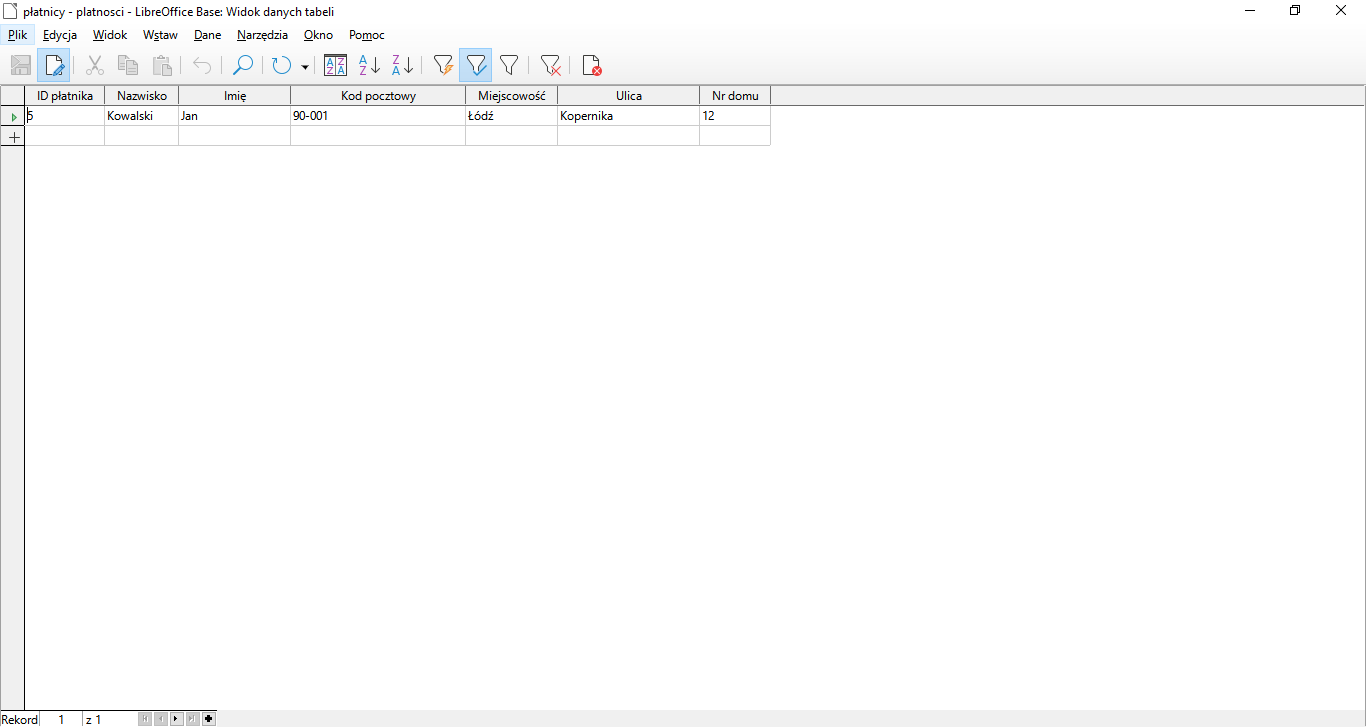 płatnicy - platnosci - LibreOffice Base: Widok danych tabeli
Plik Edycja Widok Wstaw Dane Narzędzia Okno Pomoc
ID płatnika Nazwisko Imię Kod pocztowy Miejscowość Ulica Nr domu
5 Kowalski Jan 90-001 Łódź Kopernika 12
Rekord 1 z 1